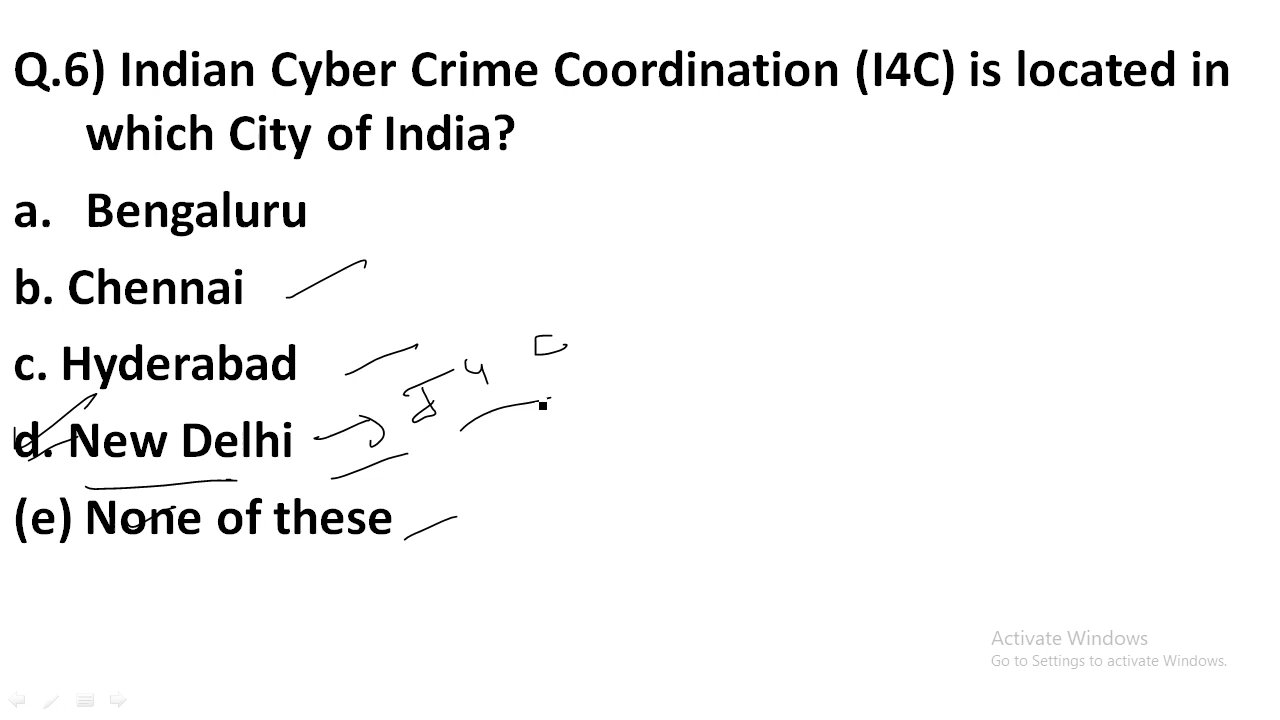 Q.6) Indian Cyber Crime Coordination (I4C) is located in
which City of India?
a. Bengaluru
b. Chennai
c. Hyderabad
I4C
d. New Delhi
(e) None of these
Activate Windows
Go to Settings to activate Windows.